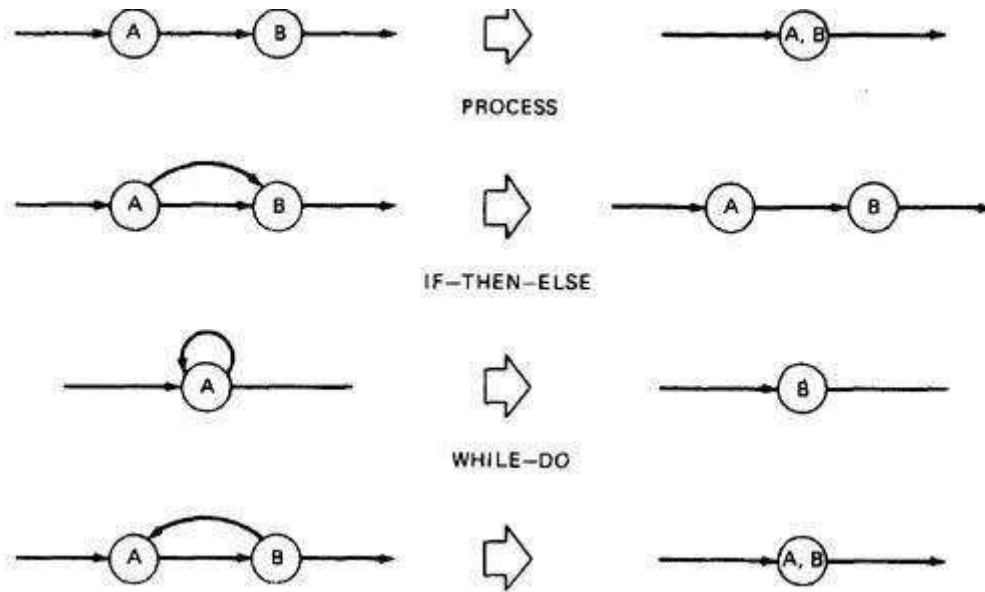 A B A, B
PROCESS
A B A B
IF–THEN–ELSE
A B
WHILE–DO
A B A, B